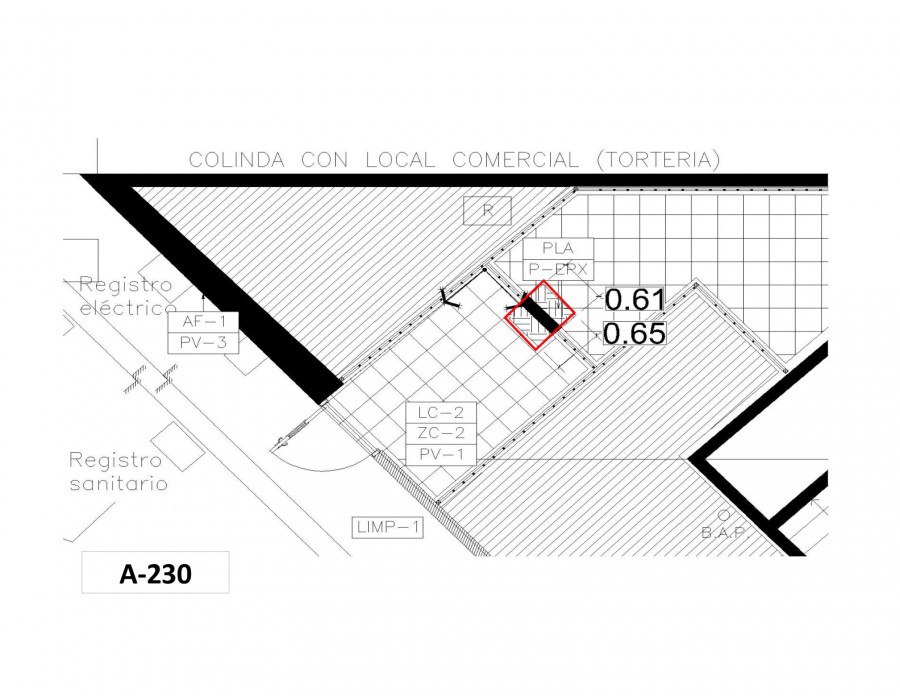 COLINDA CON LOCAL COMERCIAL (TORTERIA)
R
PLA
P-EPX
Registro
eléctrico
0.61
0.65
AF-1
PV-3
LC-2
ZC-2
PV-1
Registro
sanitario
LIMP-1
B.A.P.
A-230